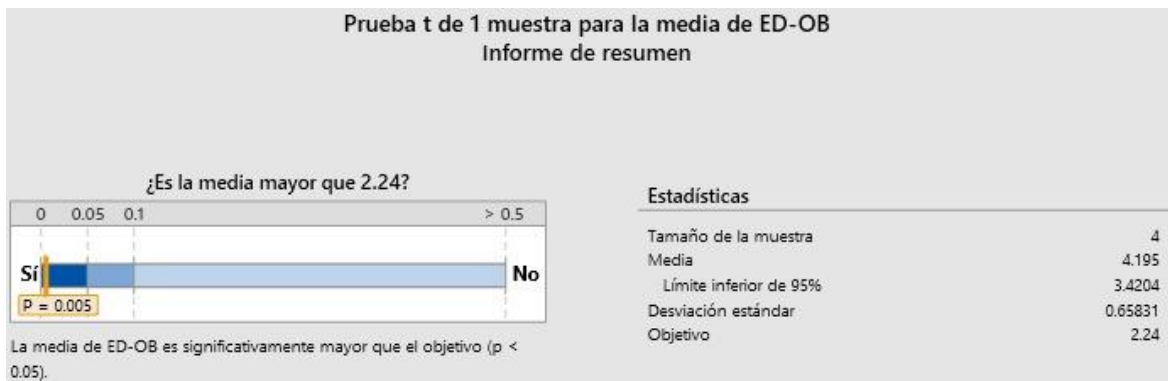 Prueba t de 1 muestra para la media de ED-OB
Informe de resumen
¿Es la media mayor que 2.24?
0 0.05 0.1 > 0.5
Sí No
P = 0.005
La media de ED-OB es significativamente mayor que el objetivo (p <
0.05).
Estadísticas
Tamaño de la muestra 4
Media 4.195
Límite inferior de 95% 3.4204
Desviación estándar 0.65831
Objetivo 2.24